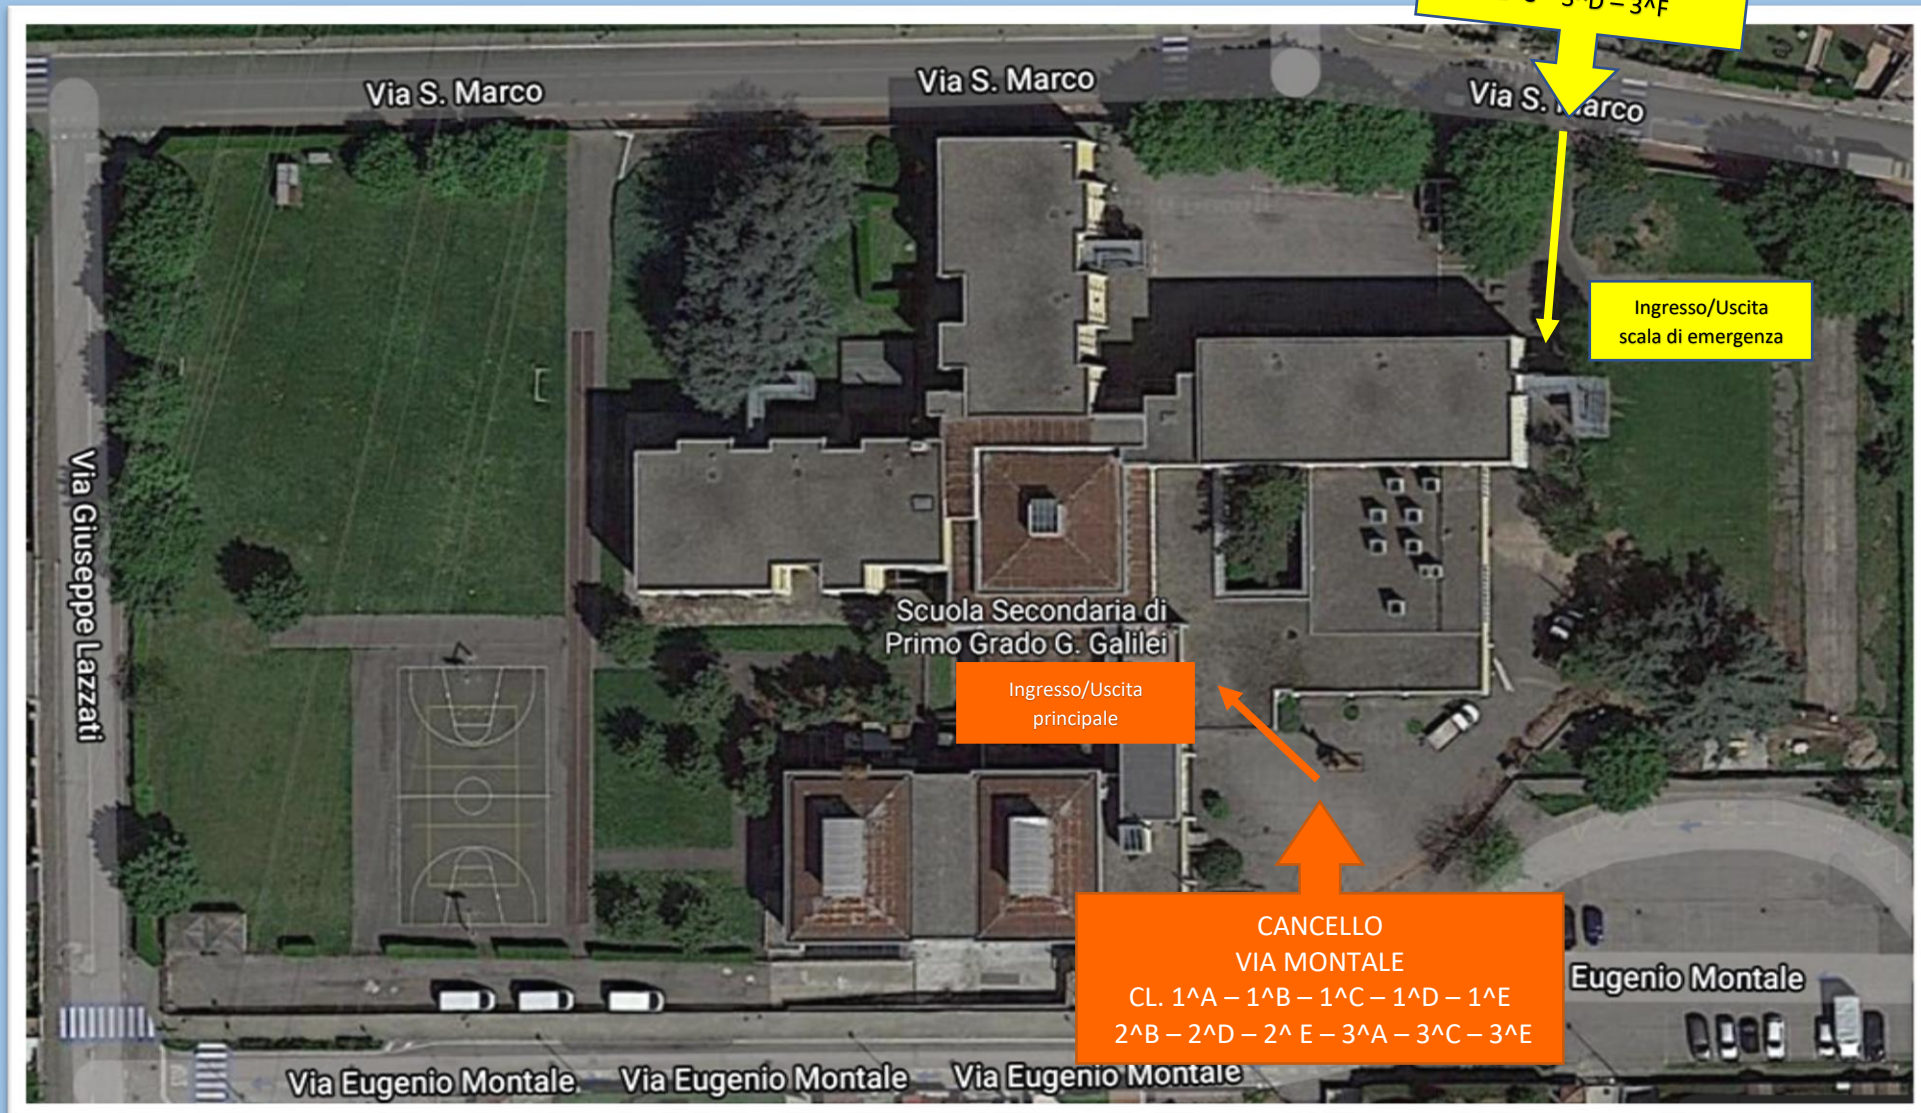 3^D – 3^F
Via S. Marco
Via S. Marco
Via S. Marco
Ingresso/Uscita
scala di emergenza
Via Giuseppe Lazzati
Scuola Secondaria di
Primo Grado G. Galilei
Ingresso/Uscita
principale
CANCELLO
VIA MONTALE
CL. 1^A – 1^B – 1^C – 1^D – 1^E
2^B – 2^D – 2^ E – 3^A – 3^C – 3^E
Eugenio Montale
Via Eugenio Montale
Via Eugenio Montale
Via Eugenio Montale